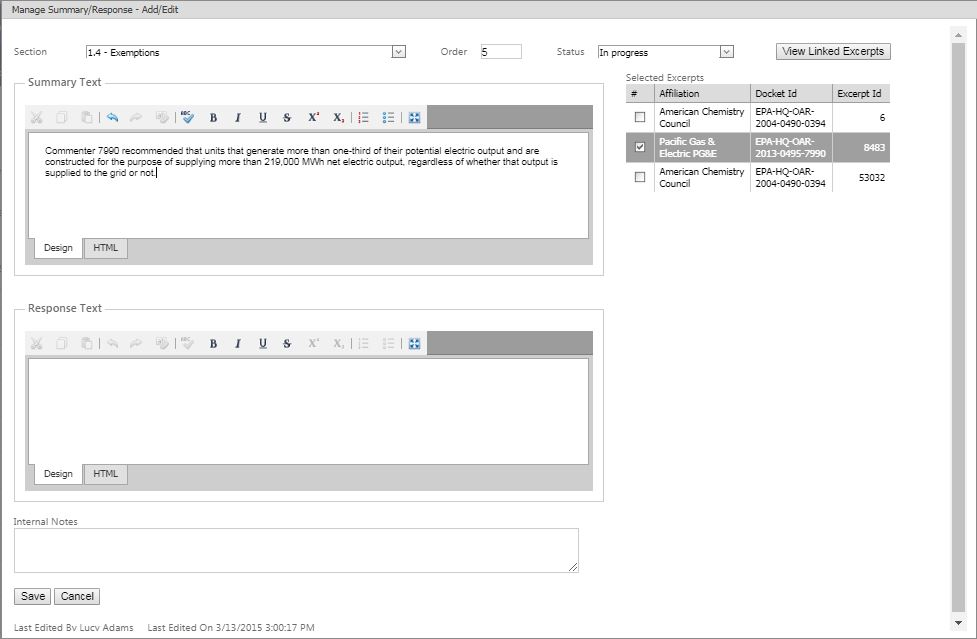 Manage Summary/Response - Add/Edit
Section 1.4 - Exemptions Order 5 Status In progress View Linked Excerpts
Selected Excerpts
# Affiliation Docket Id Excerpt Id
American Chemistry Council EPA-HQ-OAR-2004-0490-0394 6
Pacific Gas & Electric PG&E EPA-HQ-OAR-2013-0495-7990 8483
American Chemistry Council EPA-HQ-OAR-2004-0490-0394 53032
Summary Text
ABC B I U S X² X₂
Commenter 7990 recommended that units that generate more than one-third of their potential electric output and are
constructed for the purpose of supplying more than 219,000 MWh net electric output, regardless of whether that output is
supplied to the grid or not.
Design HTML
Response Text
ABC B I U S X² X₂
Design HTML
Internal Notes
Save Cancel
Last Edited By Lucy Adams Last Edited On 3/13/2015 3:00:17 PM